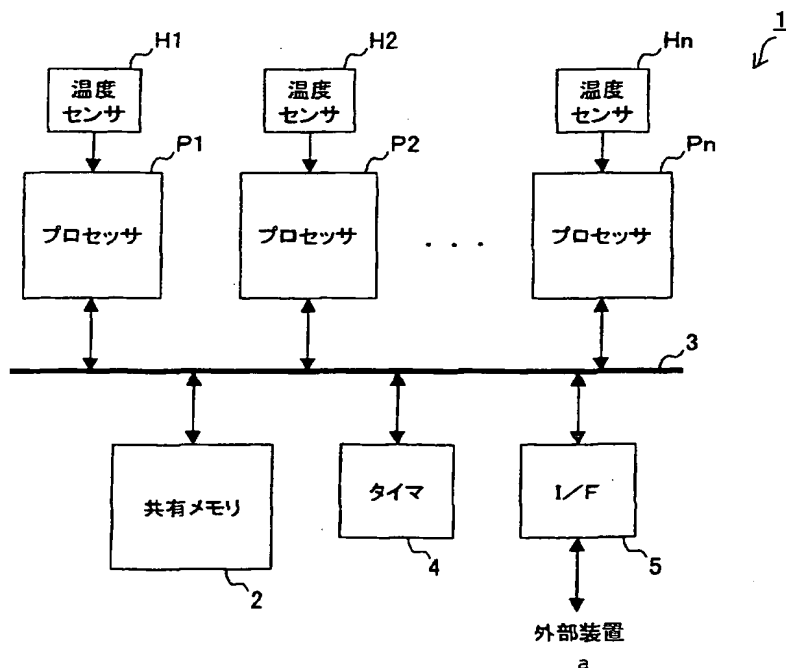 1
H1
H2
Hn
温度
センサ
温度
センサ
温度
センサ
P1
P2
Pn
プロセッサ
プロセッサ
. . .
プロセッサ
3
共有メモリ
タイマ
I/F
2
4
5
外部装置
a